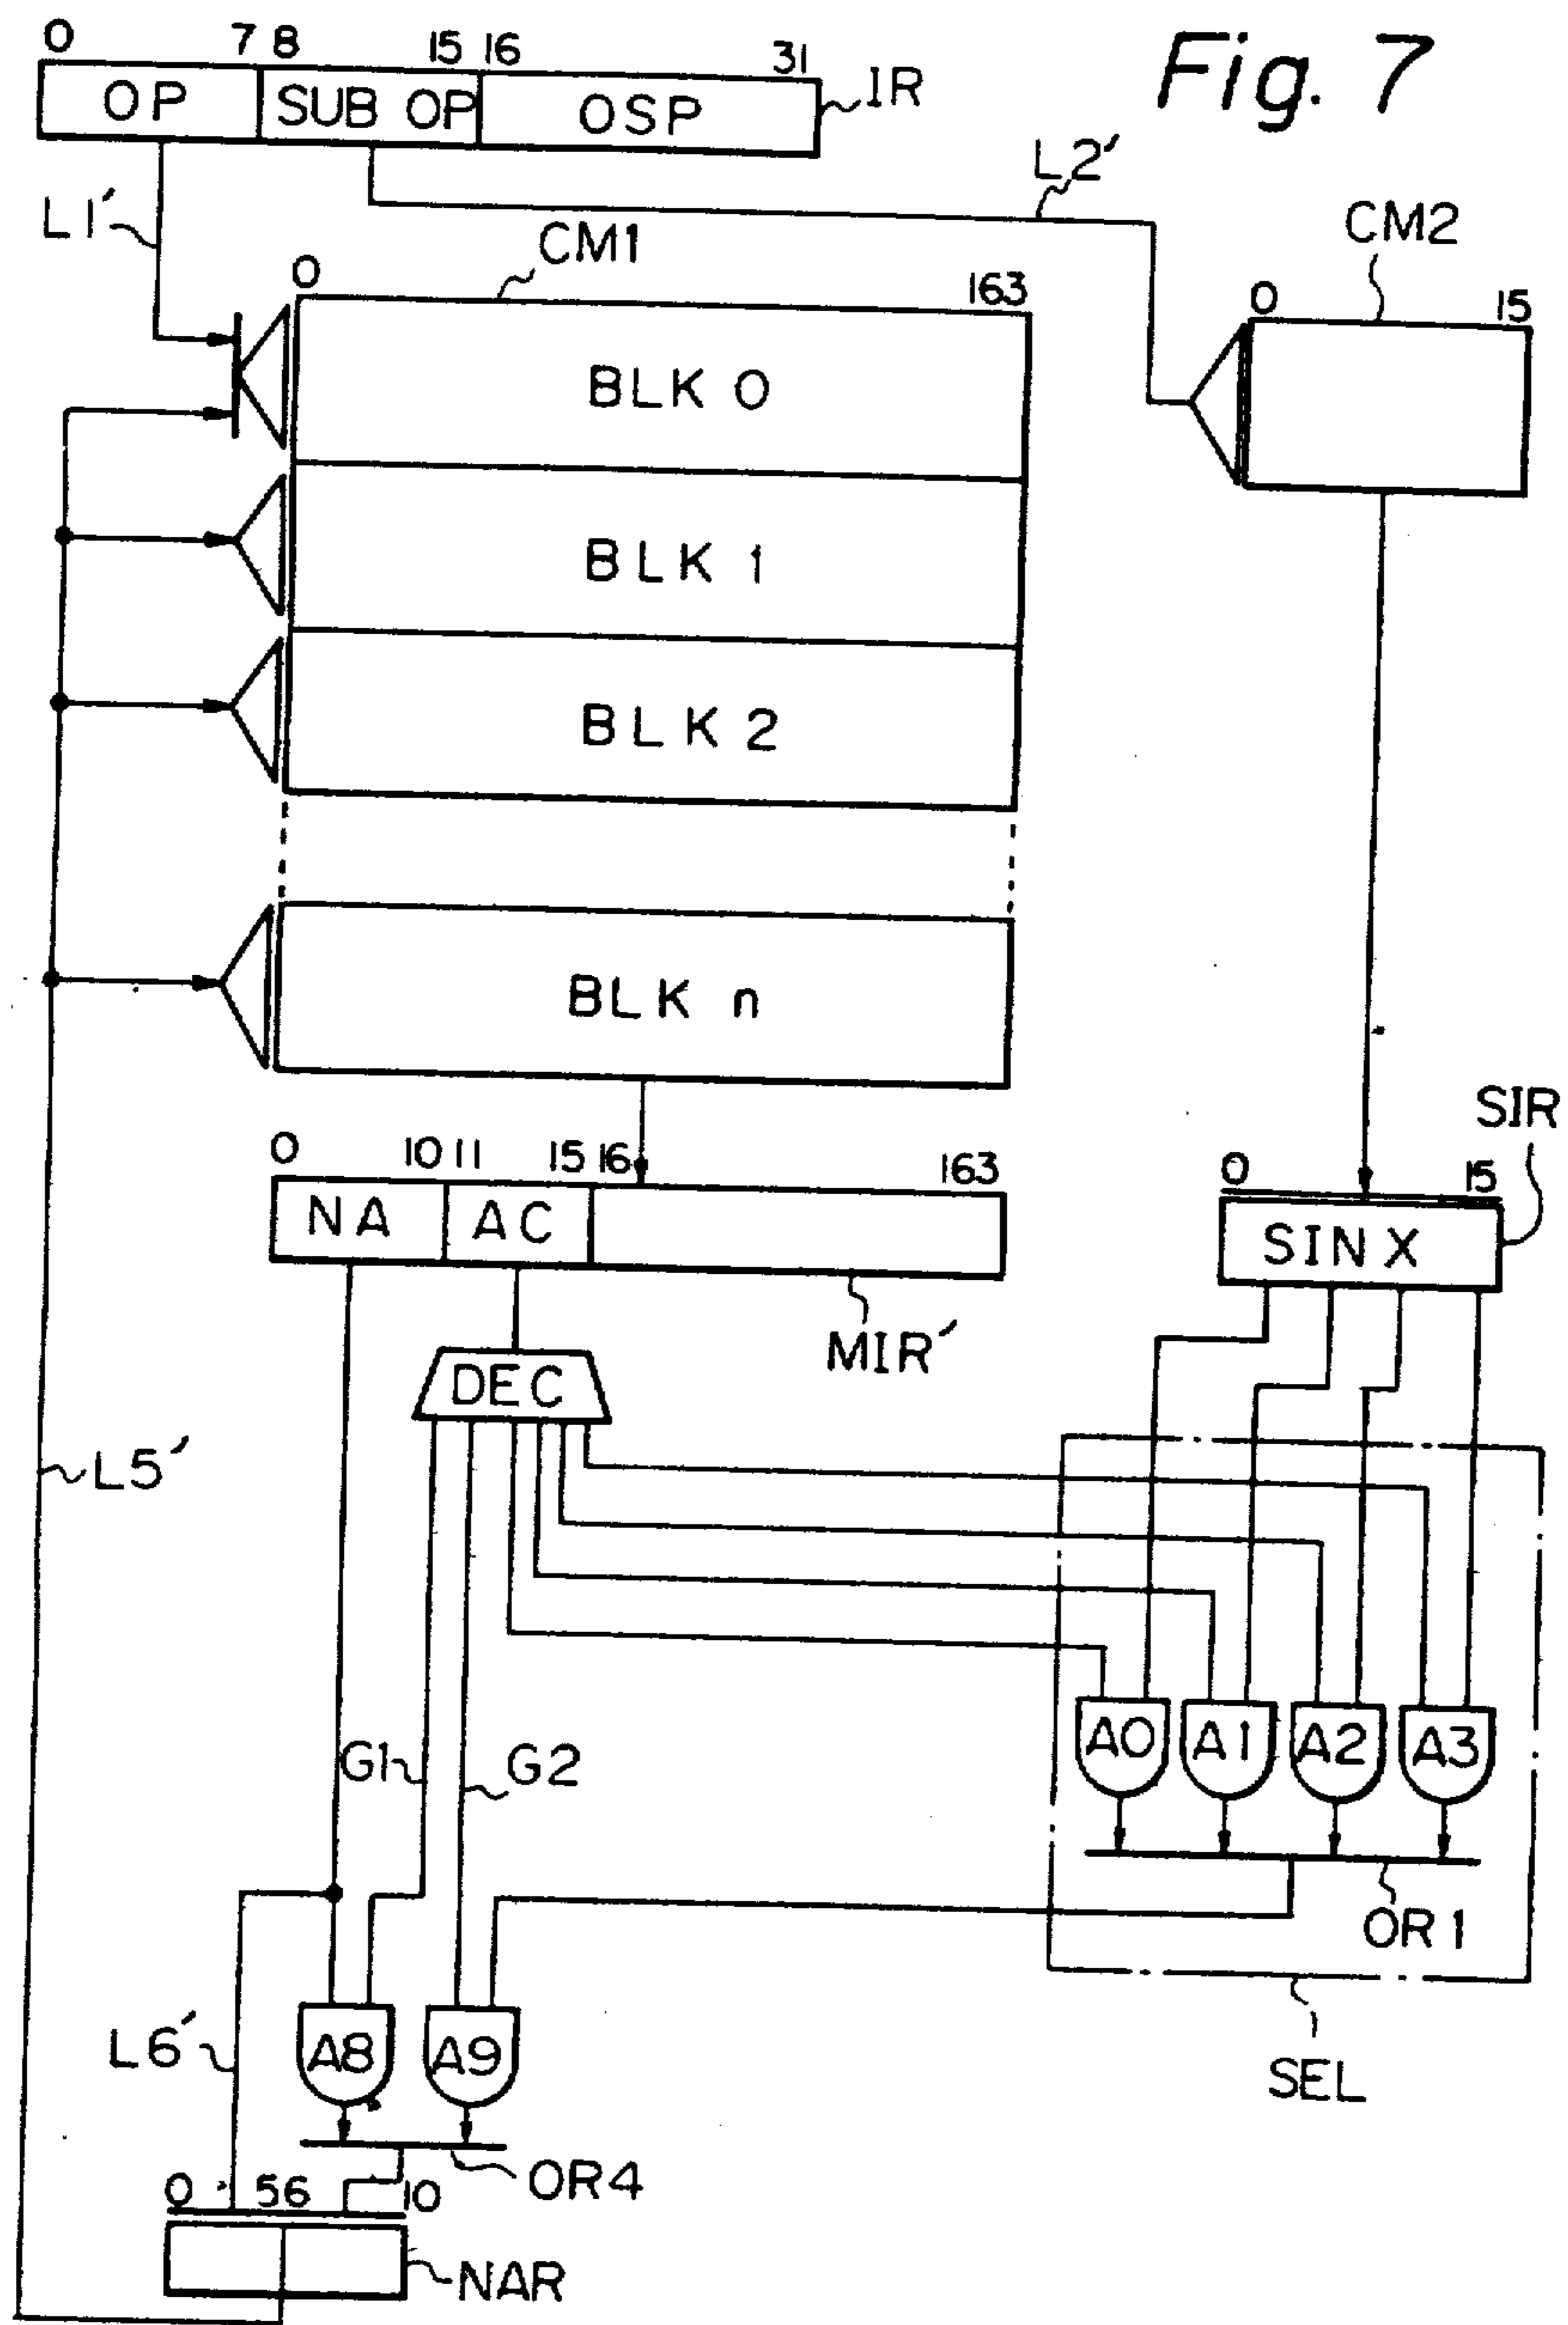 Fig. 7
0 7 8 15 16 31
OP SUB OP OSP IR
L1′ L2′
CM1 CM2
0 163 0 15
BLK 0
BLK 1
BLK 2
BLK n
SIR
0 10 11 15 16 163 0 15
NA AC SINX
MIR′
DEC
L5′
G1 G2
A0 A1 A2 A3
OR1
L6′ A8 A9
SEL
OR4
0 5 6 10
NAR